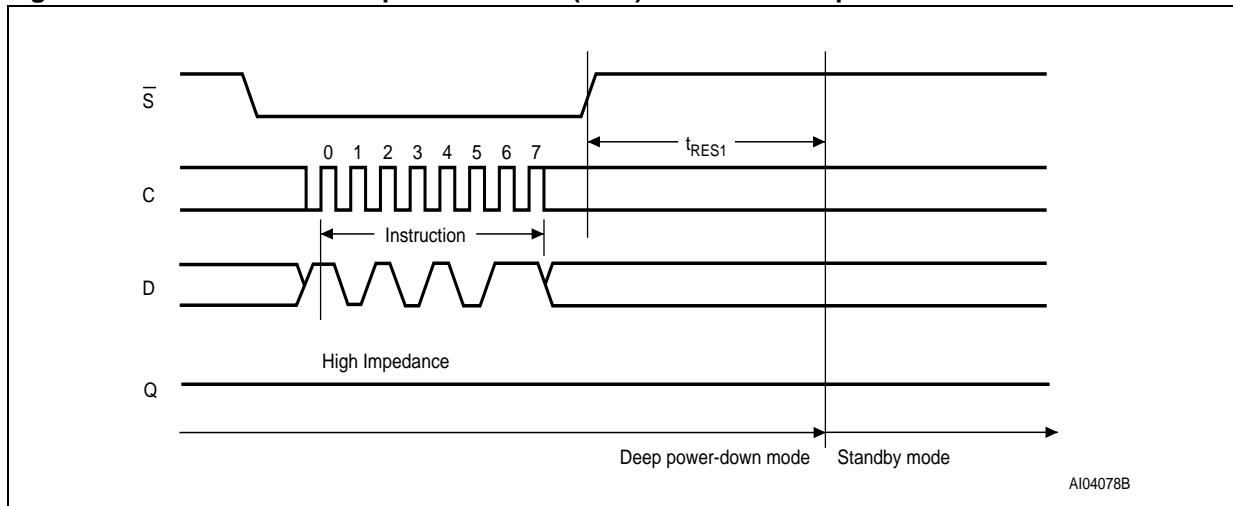 S
tRES1
0 1 2 3 4 5 6 7
C
Instruction
D
High Impedance
Q
Deep power-down mode Standby mode
AI04078B